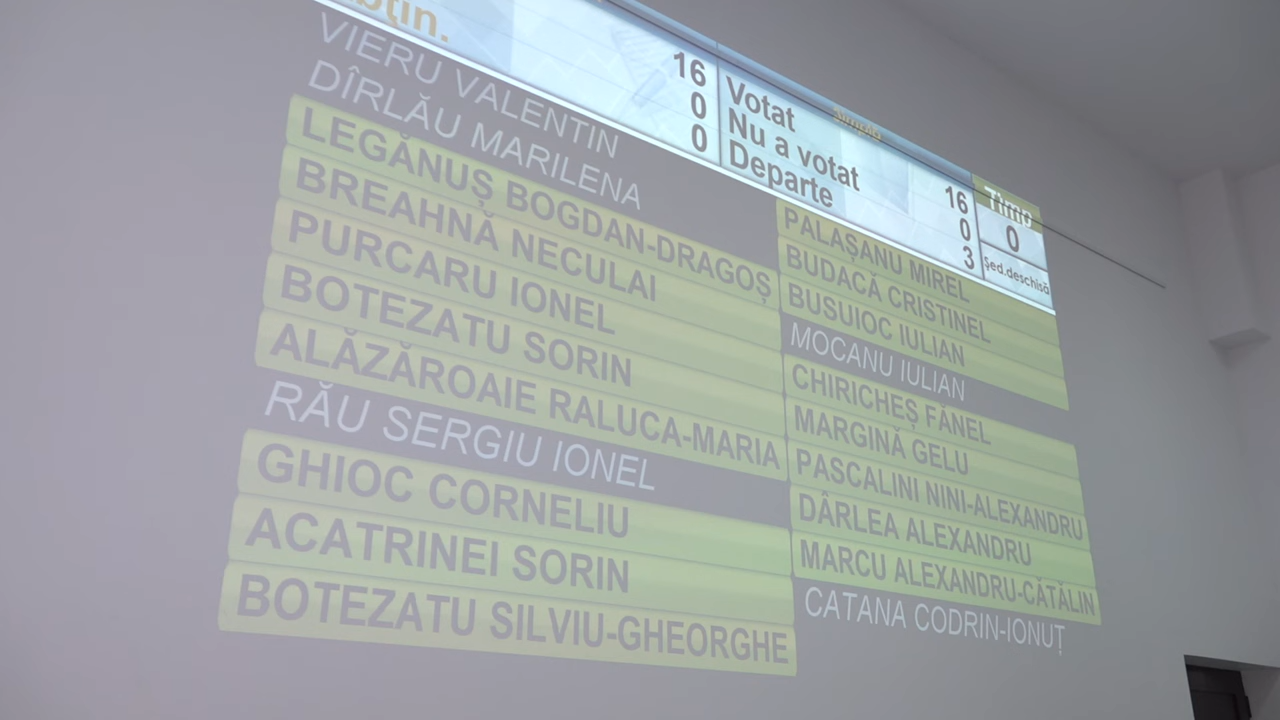 bțin.
16
0
0
Votat
Nu a votat
Departe
16
0
3
Timp
0
Șed.deschisă
VIERU VALENTIN
DÎRLĂU MARILENA
LEGĂNUȘ BOGDAN-DRAGOȘ
BREAHNĂ NECULAI
PURCARU IONEL
BOTEZATU SORIN
ALĂZĂROAIE RALUCA-MARIA
RĂU SERGIU IONEL
GHIOC CORNELIU
ACATRINEI SORIN
BOTEZATU SILVIU-GHEORGHE
PALAȘANU MIREL
BUDACĂ CRISTINEL
BUSUIOC IULIAN
MOCANU IULIAN
CHIRICHEȘ FĂNEL
MARGINĂ GELU
PASCALINI NINI-ALEXANDRU
DÂRLEA ALEXANDRU
MARCU ALEXANDRU-CĂTĂLIN
CATANA CODRIN-IONUȚ